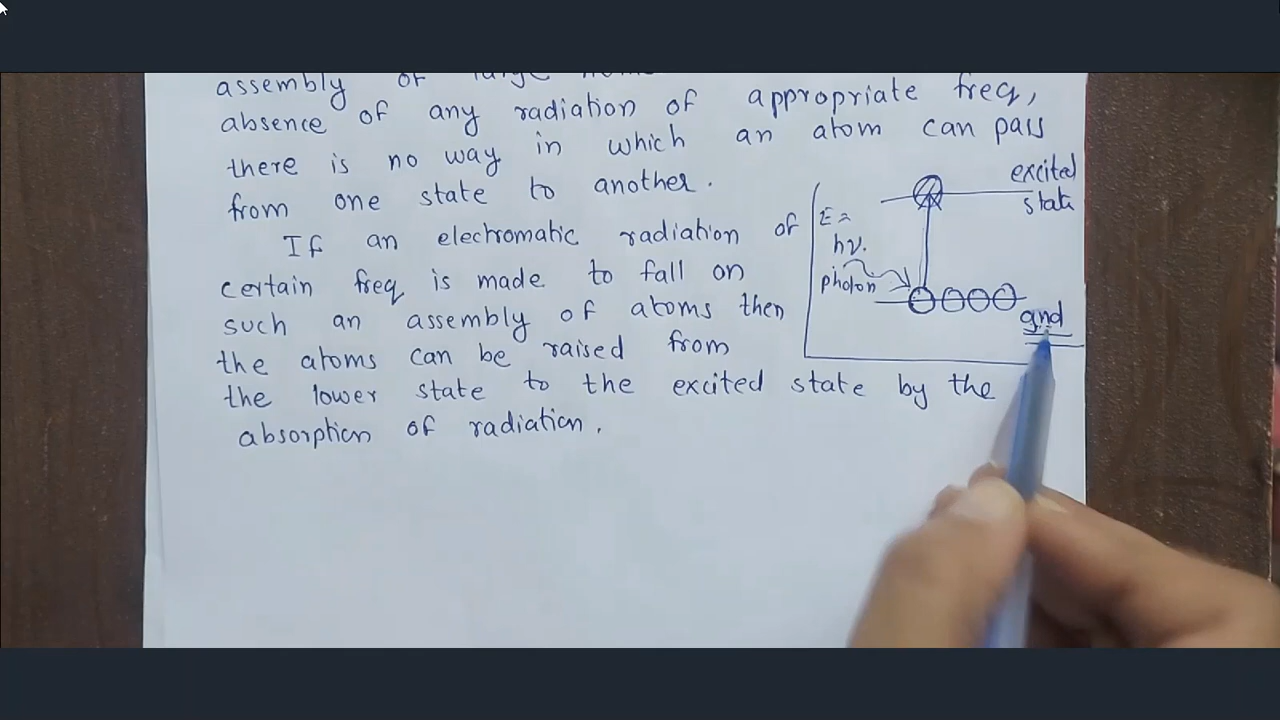 assembly of large
absence of any radiation of appropriate freq,
there is no way in which an atom can pass
from one state to another.
If an electromatic radiation of
certain freq is made to fall on
such an assembly of atoms then
the atoms can be raised from
the lower state to the excited state by the
absorption of radiation.
excited
state
E=
hν.
photon
gnd